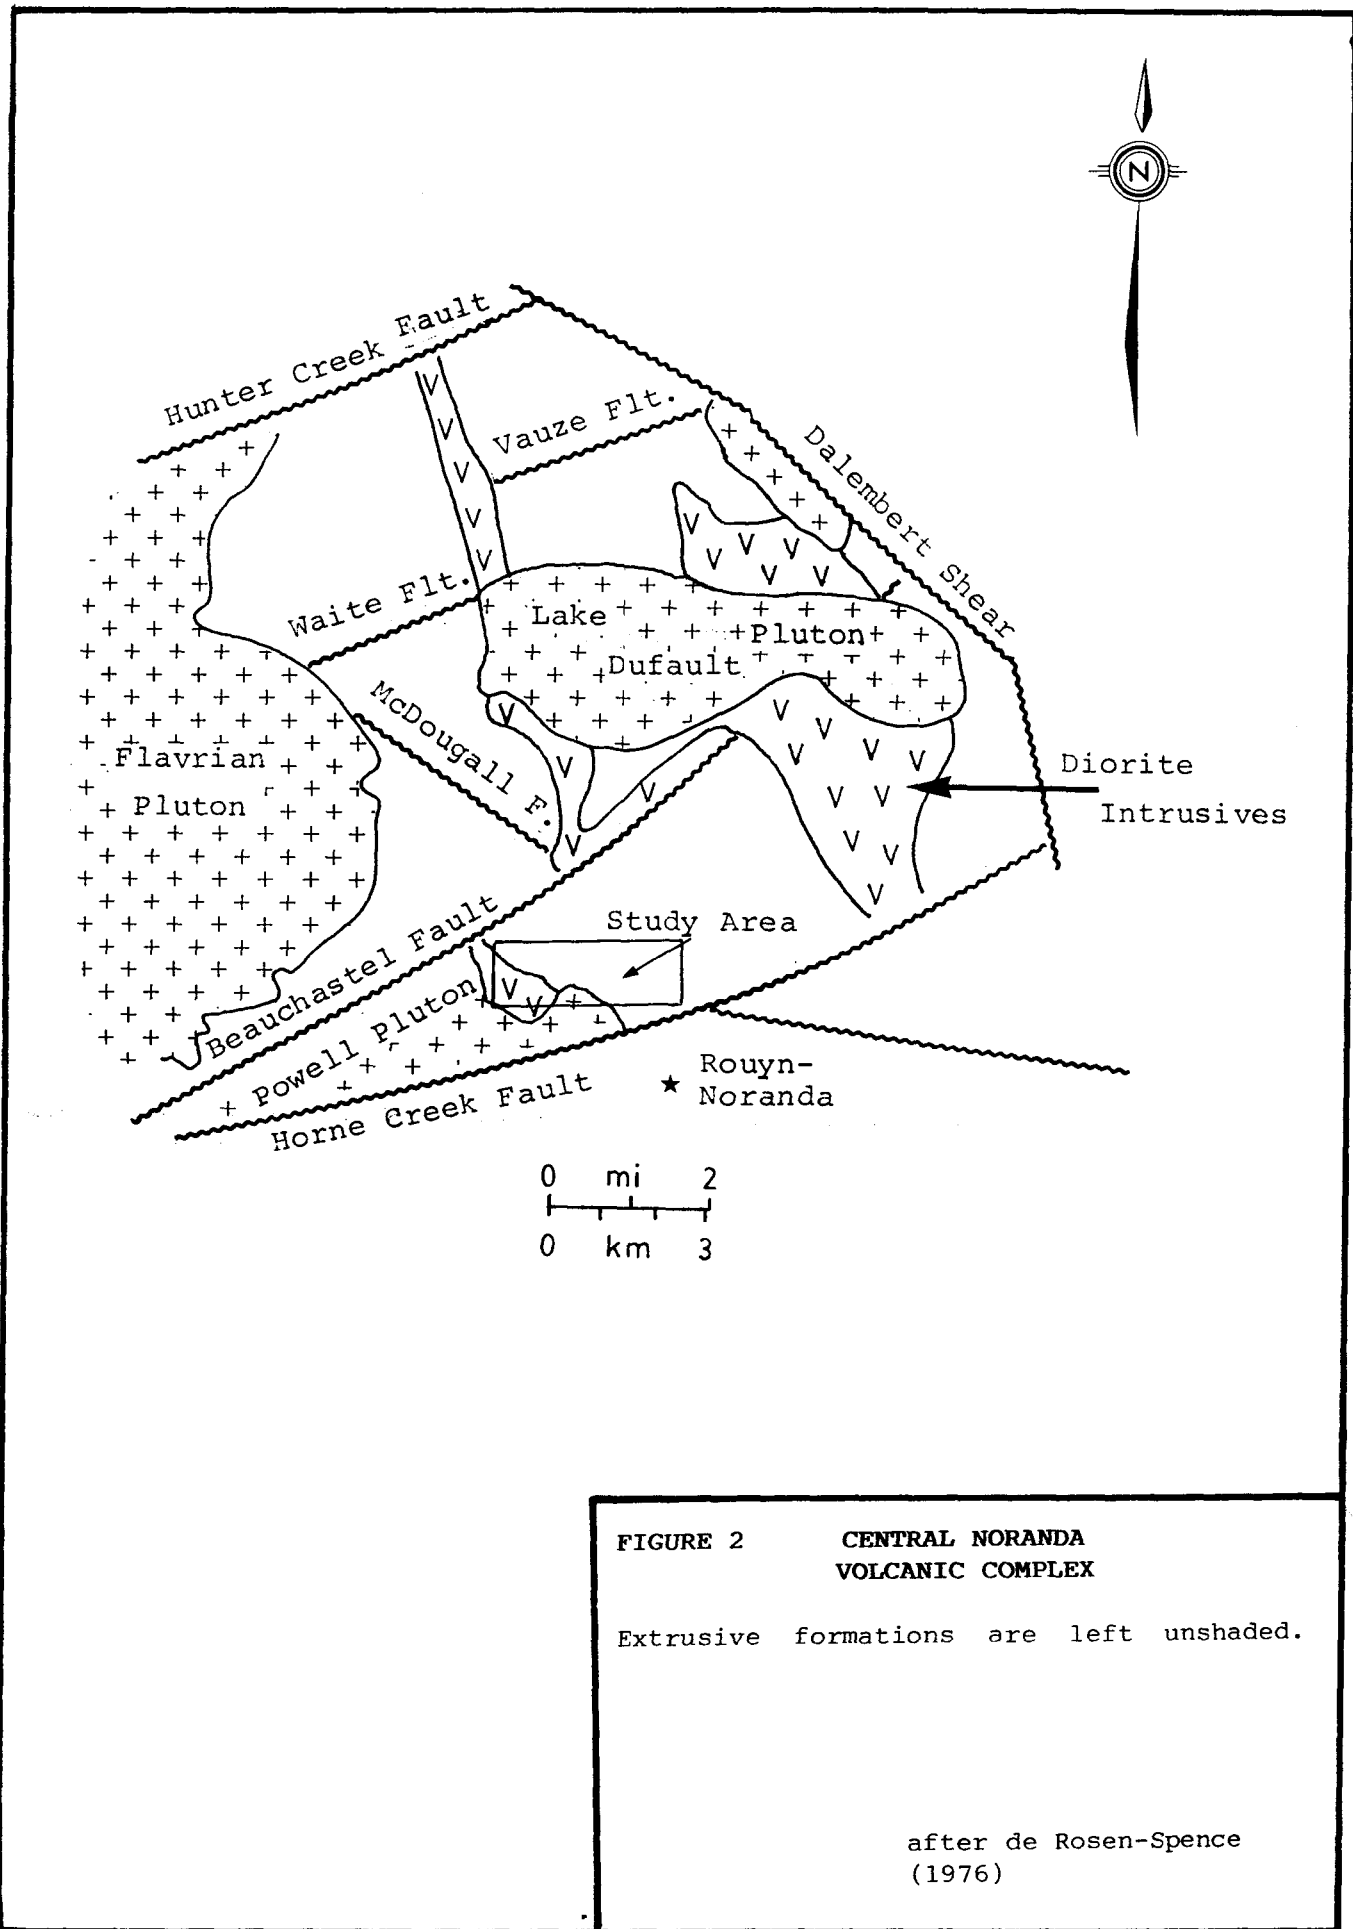 N
Hunter Creek Fault
Vauze Flt.
Dalembert Shear
Waite Flt.
Lake
Pluton
Dufault
McDougall F.
Flavrian
Pluton
Diorite
Intrusives
Beauchastel Fault
Study Area
Powell Pluton
Horne Creek Fault
Rouyn-
Noranda
0 mi 2
0 km 3
FIGURE 2 CENTRAL NORANDA
VOLCANIC COMPLEX
Extrusive formations are left unshaded.
after de Rosen-Spence
(1976)